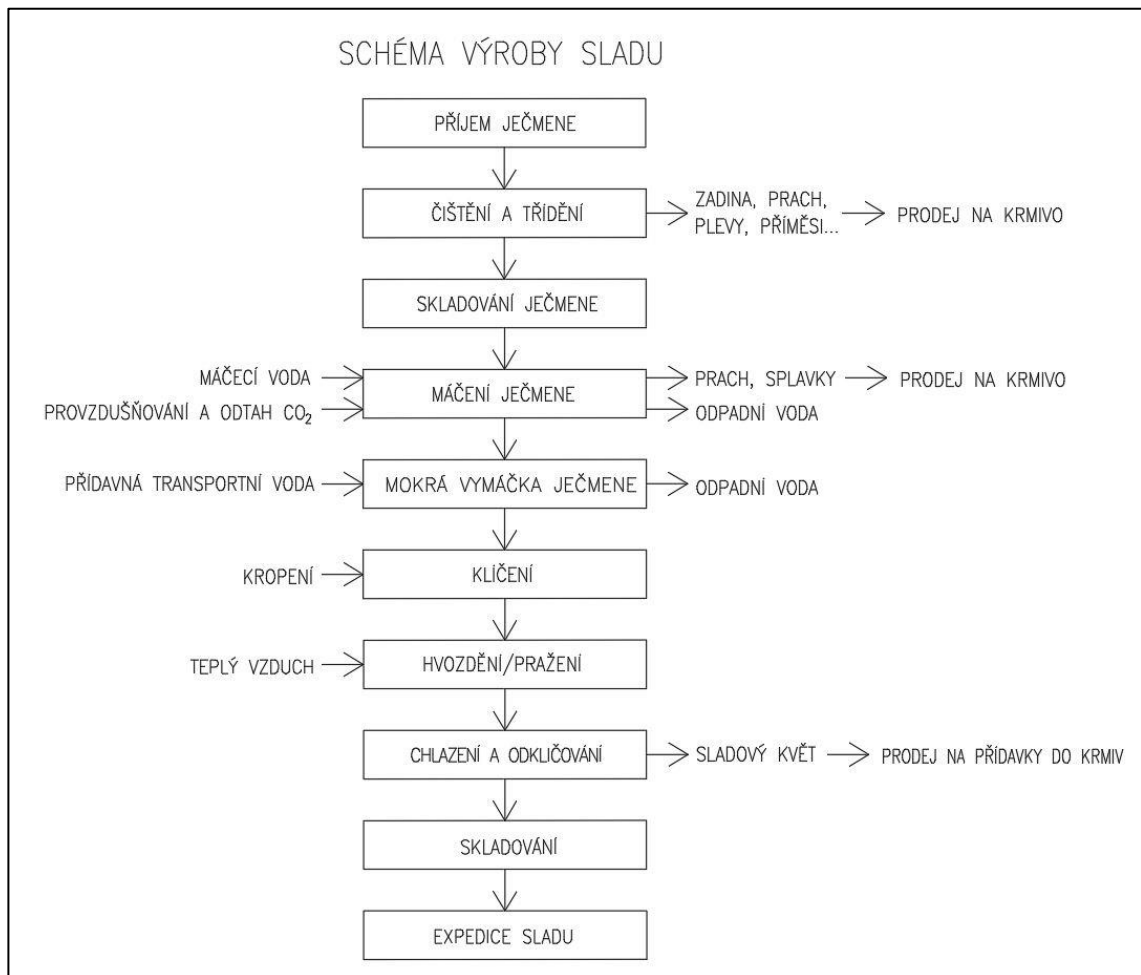 SCHÉMA VÝROBY SLADU
PŘÍJEM JEČMENE
ČIŠTĚNÍ A TŘÍDĚNÍ
ZADINA, PRACH,
PLEVY, PŘÍMĚSI...
PRODEJ NA KRMIVO
SKLADOVÁNÍ JEČMENE
MÁČECÍ VODA
PROVZDUŠŇOVÁNÍ A ODTAH CO₂
MÁČENÍ JEČMENE
PRACH, SPLAVKY
PRODEJ NA KRMIVO
ODPADNÍ VODA
PŘÍDAVNÁ TRANSPORTNÍ VODA
MOKRÁ VYMÁČKA JEČMENE
ODPADNÍ VODA
KROPENÍ
KLÍČENÍ
TEPLÝ VZDUCH
HVOZDĚNÍ/PRAŽENÍ
CHLAZENÍ A ODKLIČOVÁNÍ
SLADOVÝ KVĚT
PRODEJ NA PŘÍDAVKY DO KRMIV
SKLADOVÁNÍ
EXPEDICE SLADU